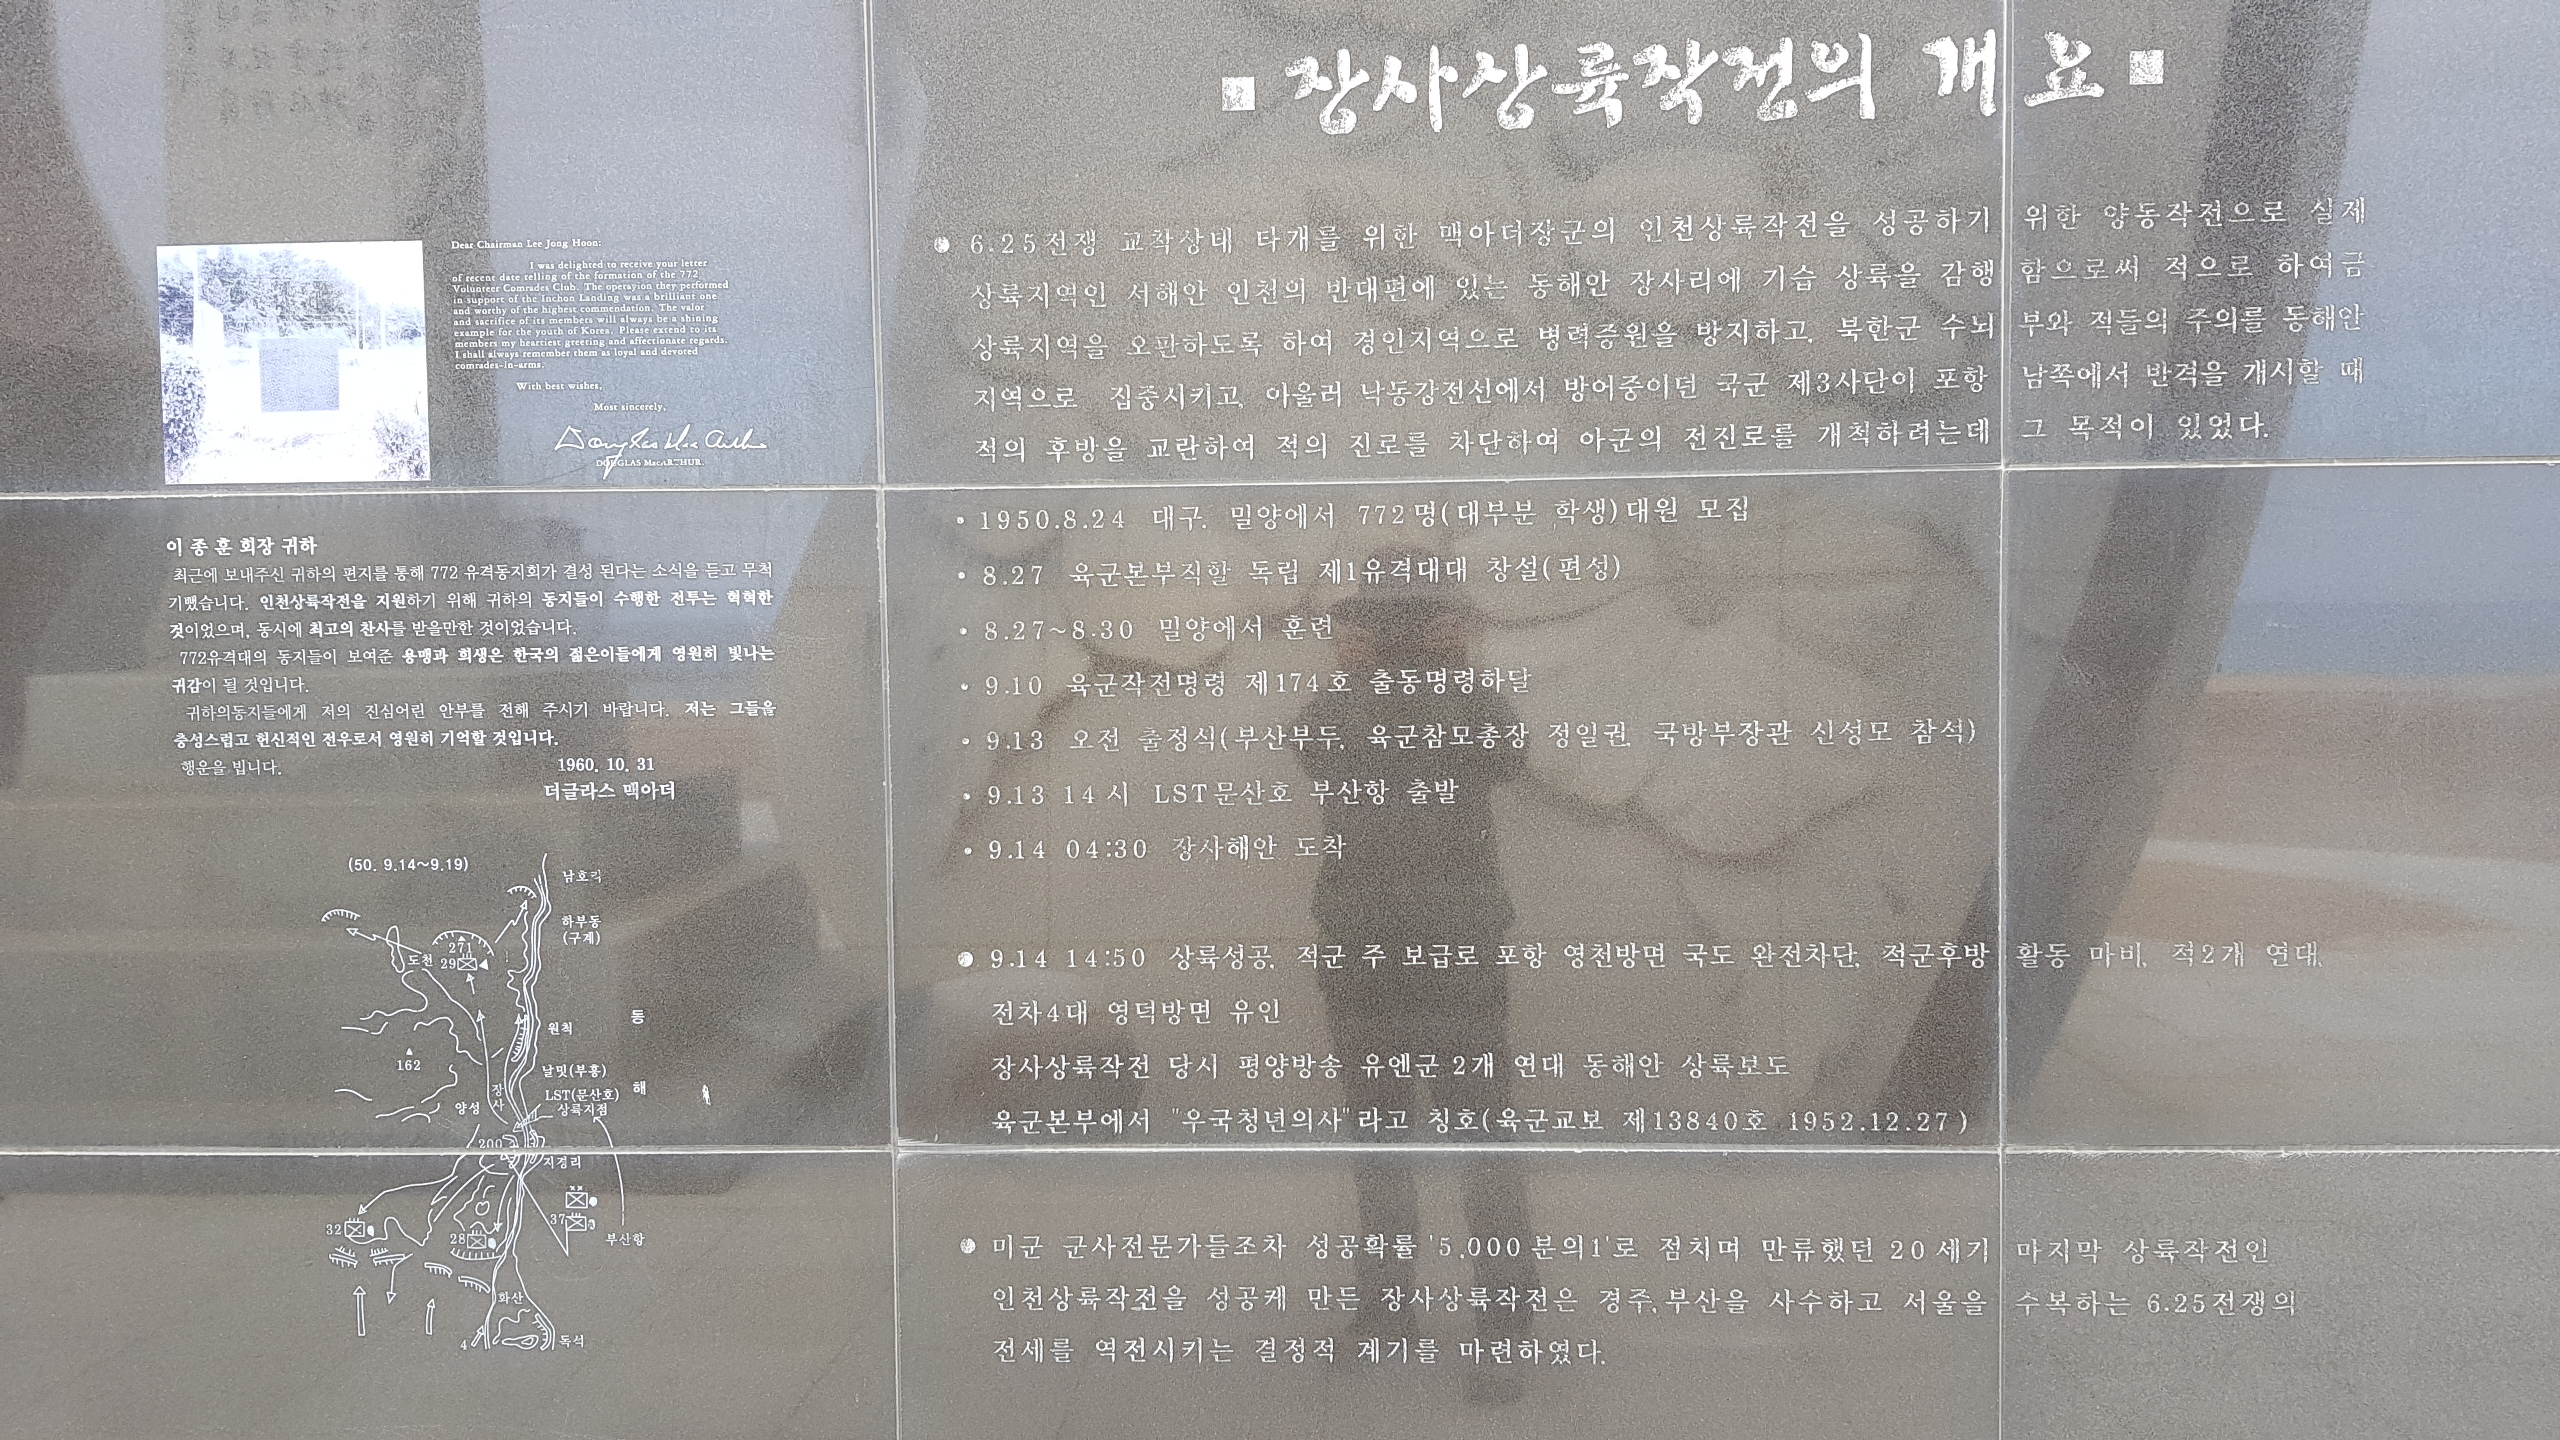 장사상륙작전의 개요
Dear Chairman Lee Jong Hoon:
I was delighted to receive your letter
of recent date telling of the formation of the 772
Volunteer Comrades Club. The operayion they performed
in support of the Inchon Landing was a brilliant one
and worthy of the highest commendation. The valor
and sacrifice of its members will always be a shining
example for the youth of Korea. Please extend to its
members my heartiest greeting and affectionate regards.
I shall always remember them as loyal and devoted
comrades-in-arms.
With best wishes,
Most sincerely,
Douglas MacArthur
DOUGLAS MacARTHUR.
이 종 훈 회장 귀하
최근에 보내주신 귀하의 편지를 통해 772 유격동지회가 결성 된다는 소식을 듣고 무척
기뻤습니다. 인천상륙작전을 지원하기 위해 귀하의 동지들이 수행한 전투는 혁혁한
것이었으며, 동시에 최고의 찬사를 받을만한 것이었습니다.
772유격대의 동지들이 보여준 용맹과 희생은 한국의 젊은이들에게 영원히 빛나는
귀감이 될 것입니다.
귀하의동지들에게 저의 진심어린 안부를 전해 주시기 바랍니다. 저는 그들을
충성스럽고 헌신적인 전우로서 영원히 기억할 것입니다.
행운을 빕니다.
1960. 10. 31
더글라스 맥아더
(50. 9.14~9.19)
하부동
(구계)
271
도천 29
원척
동
162
날밋(부흥)
해
장사
LST(문산호)
양성
상륙지점
200
지경리
37
32
28
부산항
화산
4
독석
6.25전쟁 교착상태 타개를 위한 맥아더장군의 인천상륙작전을 성공하기 위한 양동작전으로 실제
상륙지역인 서해안 인천의 반대편에 있는 동해안 장사리에 기습 상륙을 감행함으로써 적으로 하여금
상륙지역을 오판하도록 하여 경인지역으로 병력증원을 방지하고, 북한군 수뇌부와 적들의 주의를 동해안
지역으로 집중시키고, 아울러 낙동강전선에서 방어중이던 국군 제3사단이 포항 남쪽에서 반격을 개시할 때
적의 후방을 교란하여 적의 진로를 차단하여 아군의 전진로를 개척하려는데 그 목적이 있었다.
• 1950.8.24 대구, 밀양에서 772명(대부분 학생)대원 모집
• 8.27 육군본부직할 독립 제1유격대대 창설(편성)
• 8.27~8.30 밀양에서 훈련
• 9.10 육군작전명령 제174호 출동명령하달
• 9.13 오전 출정식(부산부두, 육군참모총장 정일권, 국방부장관 신성모 참석)
• 9.13 14시 LST문산호 부산항 출발
• 9.14 04:30 장사해안 도착
9.14 14:50 상륙성공, 적군 주 보급로 포항 영천방면 국도 완전차단, 적군후방 활동 마비, 적2개 연대,
전차4대 영덕방면 유인
장사상륙작전 당시 평양방송 유엔군 2개 연대 동해안 상륙보도
육군본부에서 "우국청년의사"라고 칭호(육군교보 제13840호 1952.12.27)
미군 군사전문가들조차 성공확률 '5,000분의1'로 점치며 만류했던 20세기 마지막 상륙작전인
인천상륙작전을 성공케 만든 장사상륙작전은 경주,부산을 사수하고 서울을 수복하는 6.25전쟁의
전세를 역전시키는 결정적 계기를 마련하였다.